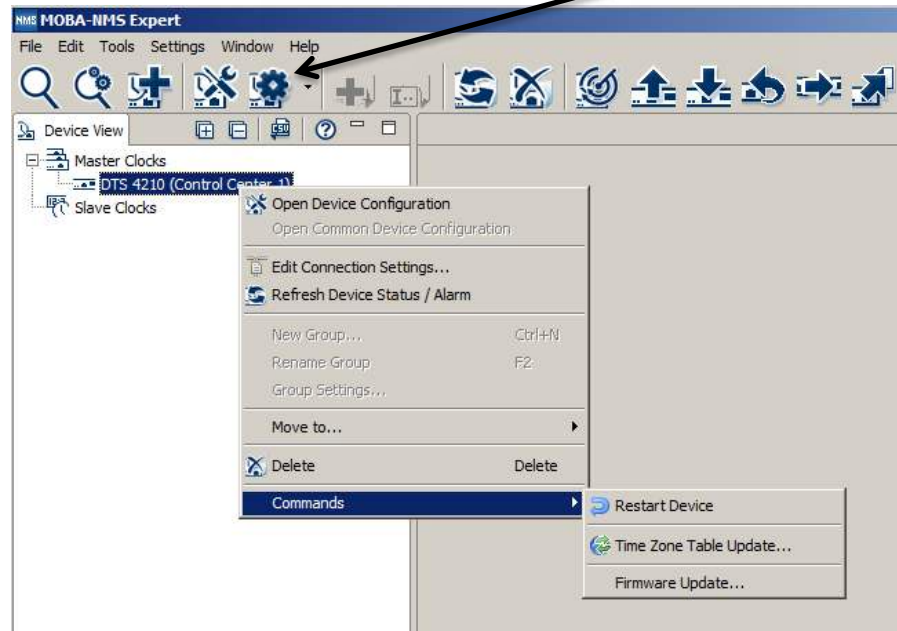 NMS MOBA-NMS Expert
File Edit Tools Settings Window Help
I...
Device View CSV ?
Master Clocks
DTS 4210 (Control Center 1)
Slave Clocks
Open Device Configuration
Open Common Device Configuration
Edit Connection Settings...
Refresh Device Status / Alarm
New Group... Ctrl+N
Rename Group F2
Group Settings...
Move to...
Delete Delete
Commands
Restart Device
Time Zone Table Update...
Firmware Update...